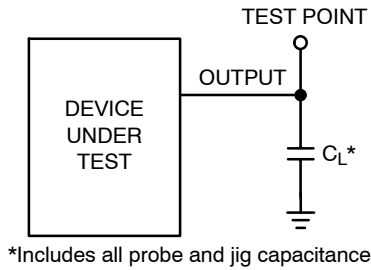 TEST POINT
OUTPUT
DEVICE
UNDER
TEST
CL*
*Includes all probe and jig capacitance